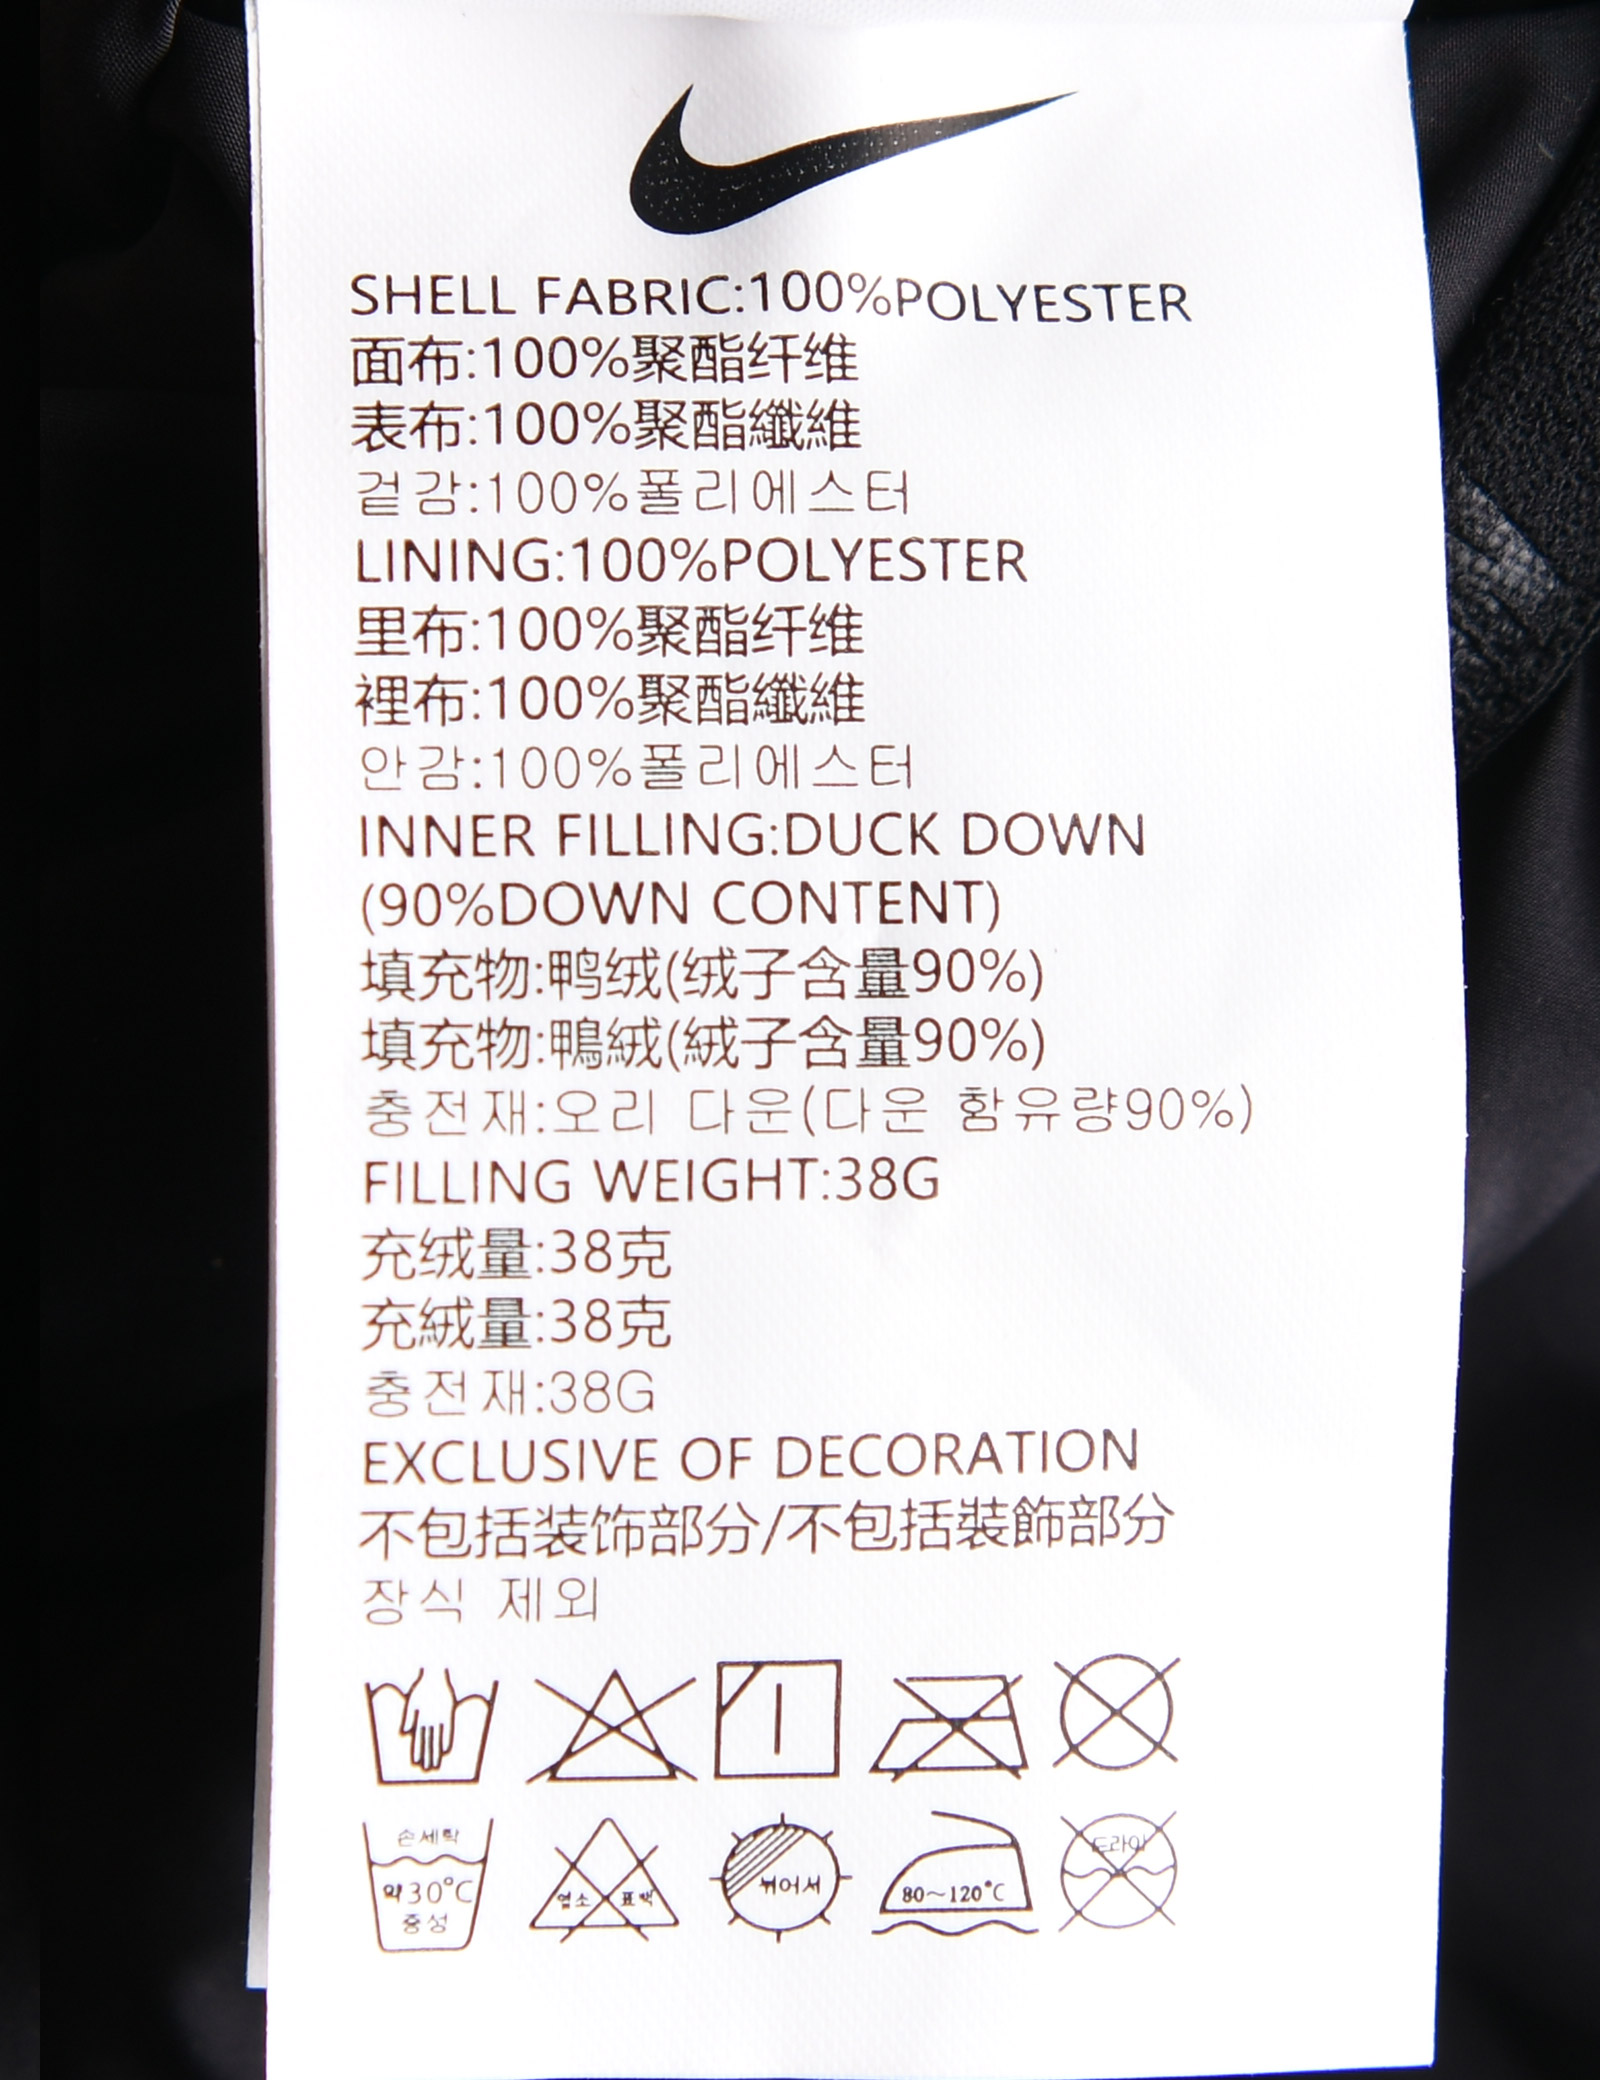 SHELL FABRIC:100%POLYESTER
面布:100%聚酯纤维
表布:100%聚酯纖維
겉감:100%폴리에스터
LINING:100%POLYESTER
里布:100%聚酯纤维
裡布:100%聚酯纖維
안감:100%폴리에스터
INNER FILLING:DUCK DOWN
(90%DOWN CONTENT)
填充物:鸭绒(绒子含量90%)
填充物:鴨絨(絨子含量90%)
충전재:오리 다운(다운 함유량90%)
FILLING WEIGHT:38G
充绒量:38克
充絨量:38克
충전재:38G
EXCLUSIVE OF DECORATION
不包括装饰部分/不包括裝飾部分
장식 제외
손세탁
약30°C
중성
염소 표백
뉘어서
80~120°C
드라이